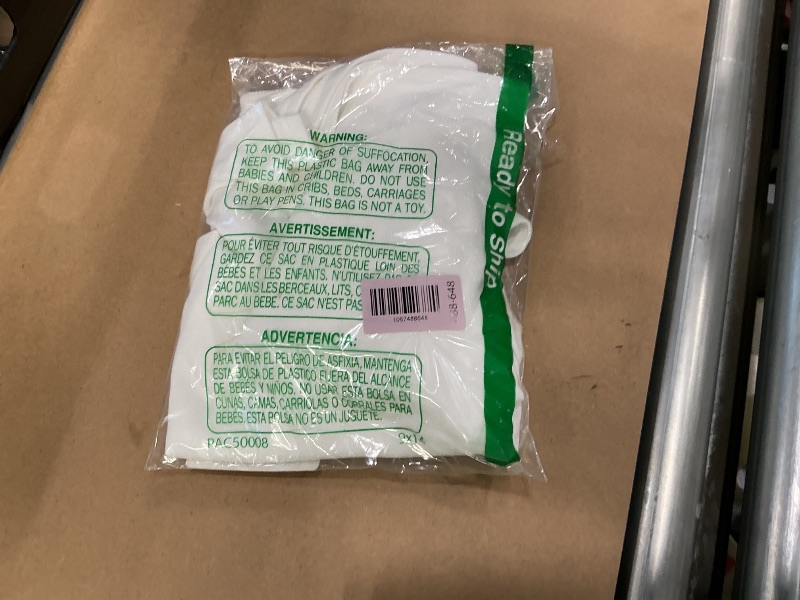 WARNING:
TO AVOID DANGER OF SUFFOCATION,
KEEP THIS PLASTIC BAG AWAY FROM
BABIES AND CHILDREN. DO NOT USE
THIS BAG IN CRIBS, BEDS, CARRIAGES
OR PLAY PENS. THIS BAG IS NOT A TOY.
AVERTISSEMENT:
POUR ÉVITER TOUT RISQUE D'ÉTOUFFEMENT,
GARDEZ CE SAC EN PLASTIQUE LOIN DES
BÉBÉS ET LES ENFANTS. N'UTILISEZ PAS
SAC DANS LES BERCEAUX, LITS,
PARC AU BEBE. CE SAC N'EST PAS
ADVERTENCIA:
PARA EVITAR EL PELIGRO DE ASFIXIA, MANTENGA
ESTA BOLSA DE PLASTICO FUERA DEL ALCANCE
DE BEBÉS Y NIÑOS. NO USAR ESTA BOLSA EN
CUNAS, CAMAS, CARRIOLAS O CORRALES PARA
BEBÉS. ESTA BOLSA NO ES UN JUGUETE.
PAC50008
Ready to Ship